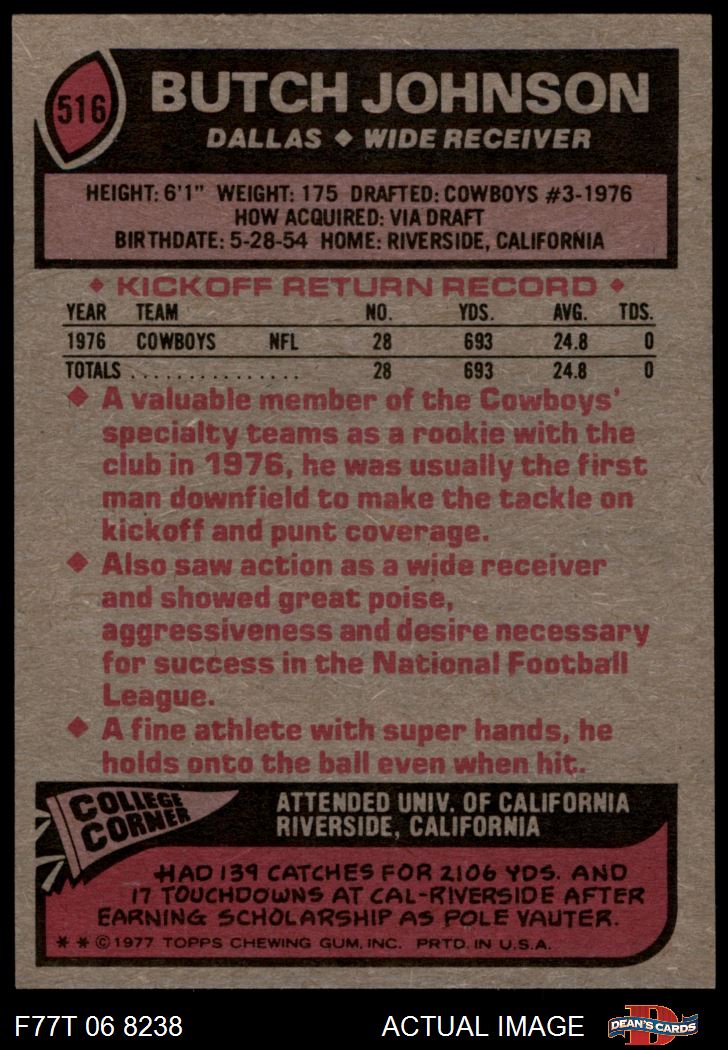 516
BUTCH JOHNSON
DALLAS ◆ WIDE RECEIVER
HEIGHT: 6'1" WEIGHT: 175 DRAFTED: COWBOYS #3-1976
HOW ACQUIRED: VIA DRAFT
BIRTHDATE: 5-28-54 HOME: RIVERSIDE, CALIFORNIA
◆ KICKOFF RETURN RECORD ◆
YEAR TEAM NO. YDS. AVG. TDS.
1976 COWBOYS NFL 28 693 24.8 0
TOTALS . . . . . . . . . . . . . . . 28 693 24.8 0
◆ A valuable member of the Cowboys'
specialty teams as a rookie with the
club in 1976, he was usually the first
man downfield to make the tackle on
kickoff and punt coverage.
◆ Also saw action as a wide receiver
and showed great poise,
aggressiveness and desire necessary
for success in the National Football
League.
◆ A fine athlete with super hands, he
holds onto the ball even when hit.
COLLEGE
CORNER
ATTENDED UNIV. OF CALIFORNIA
RIVERSIDE, CALIFORNIA
HAD 139 CATCHES FOR 2106 YDS. AND
17 TOUCHDOWNS AT CAL-RIVERSIDE AFTER
EARNING SCHOLARSHIP AS POLE VAUTER.
* * © 1977 TOPPS CHEWING GUM, INC. PRTD. IN U.S.A.
F77T 06 8238 ACTUAL IMAGE
D
DEAN'S CARDS